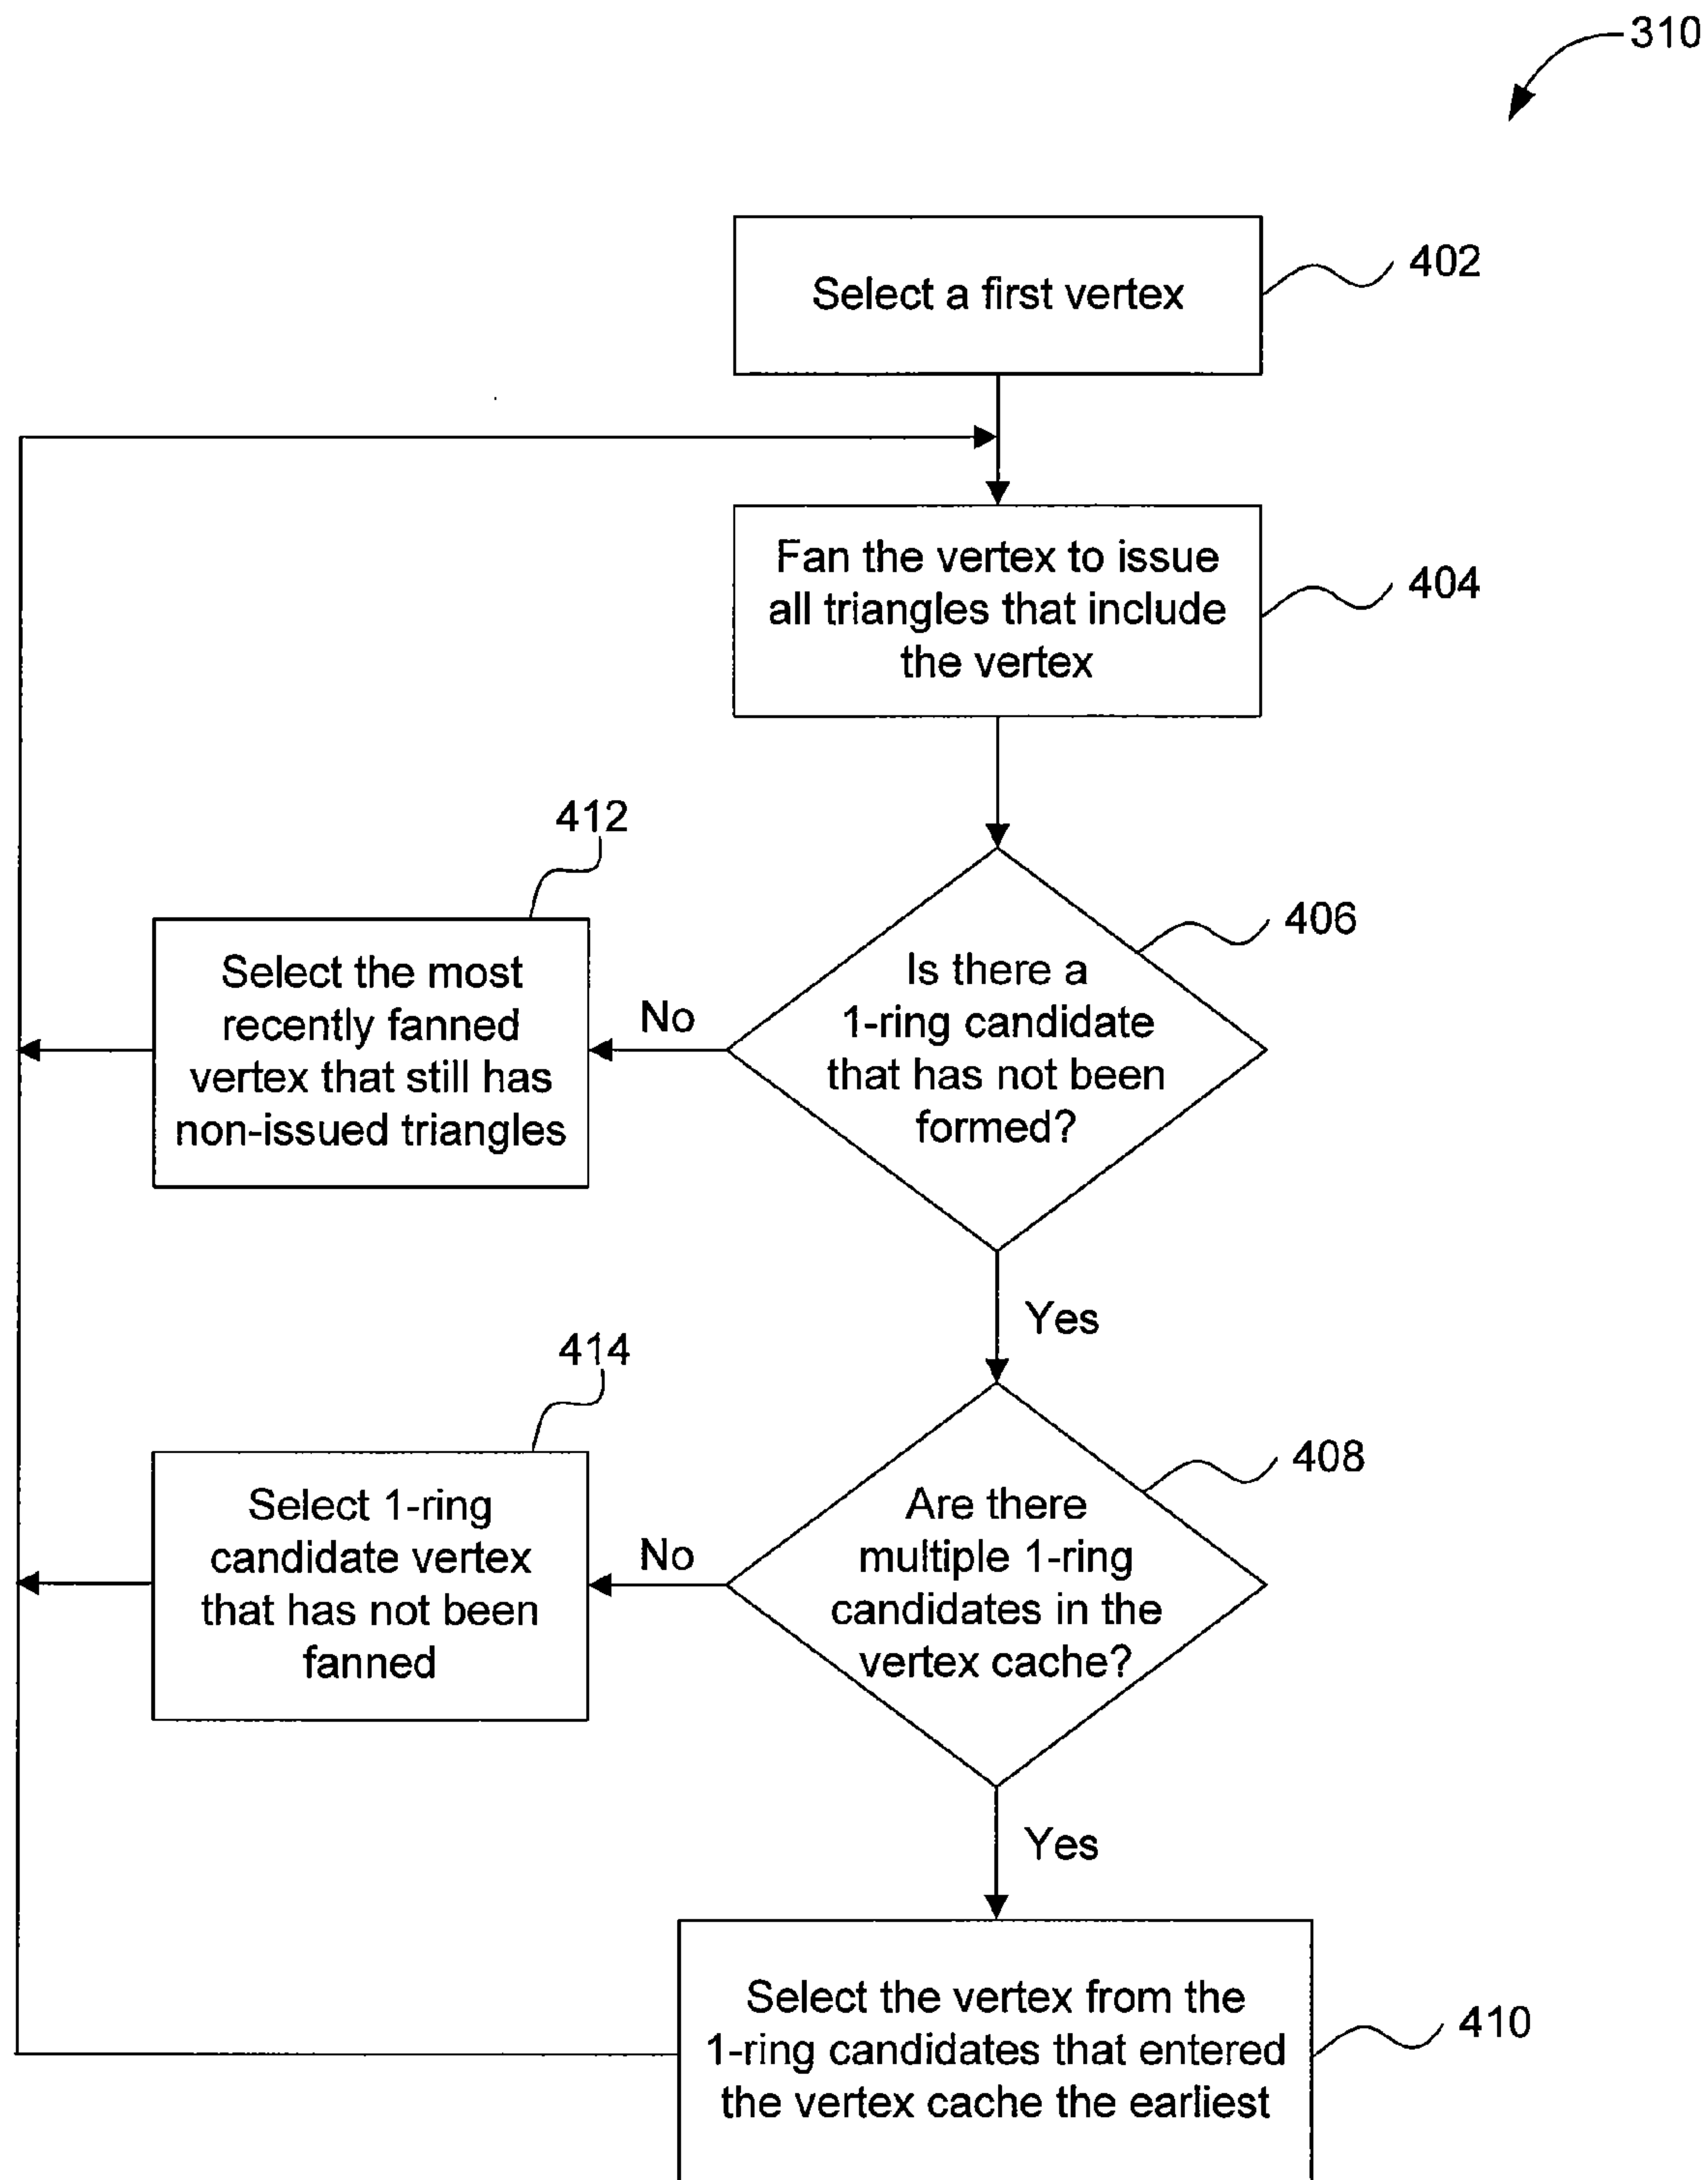 310
Select a first vertex
402
Fan the vertex to issue
all triangles that include
the vertex
404
412
Select the most
recently fanned
vertex that still has
non-issued triangles
No
Is there a
1-ring candidate
that has not been
formed?
406
Yes
414
Select 1-ring
candidate vertex
that has not been
fanned
No
Are there
multiple 1-ring
candidates in the
vertex cache?
408
Yes
Select the vertex from the
1-ring candidates that entered
the vertex cache the earliest
410